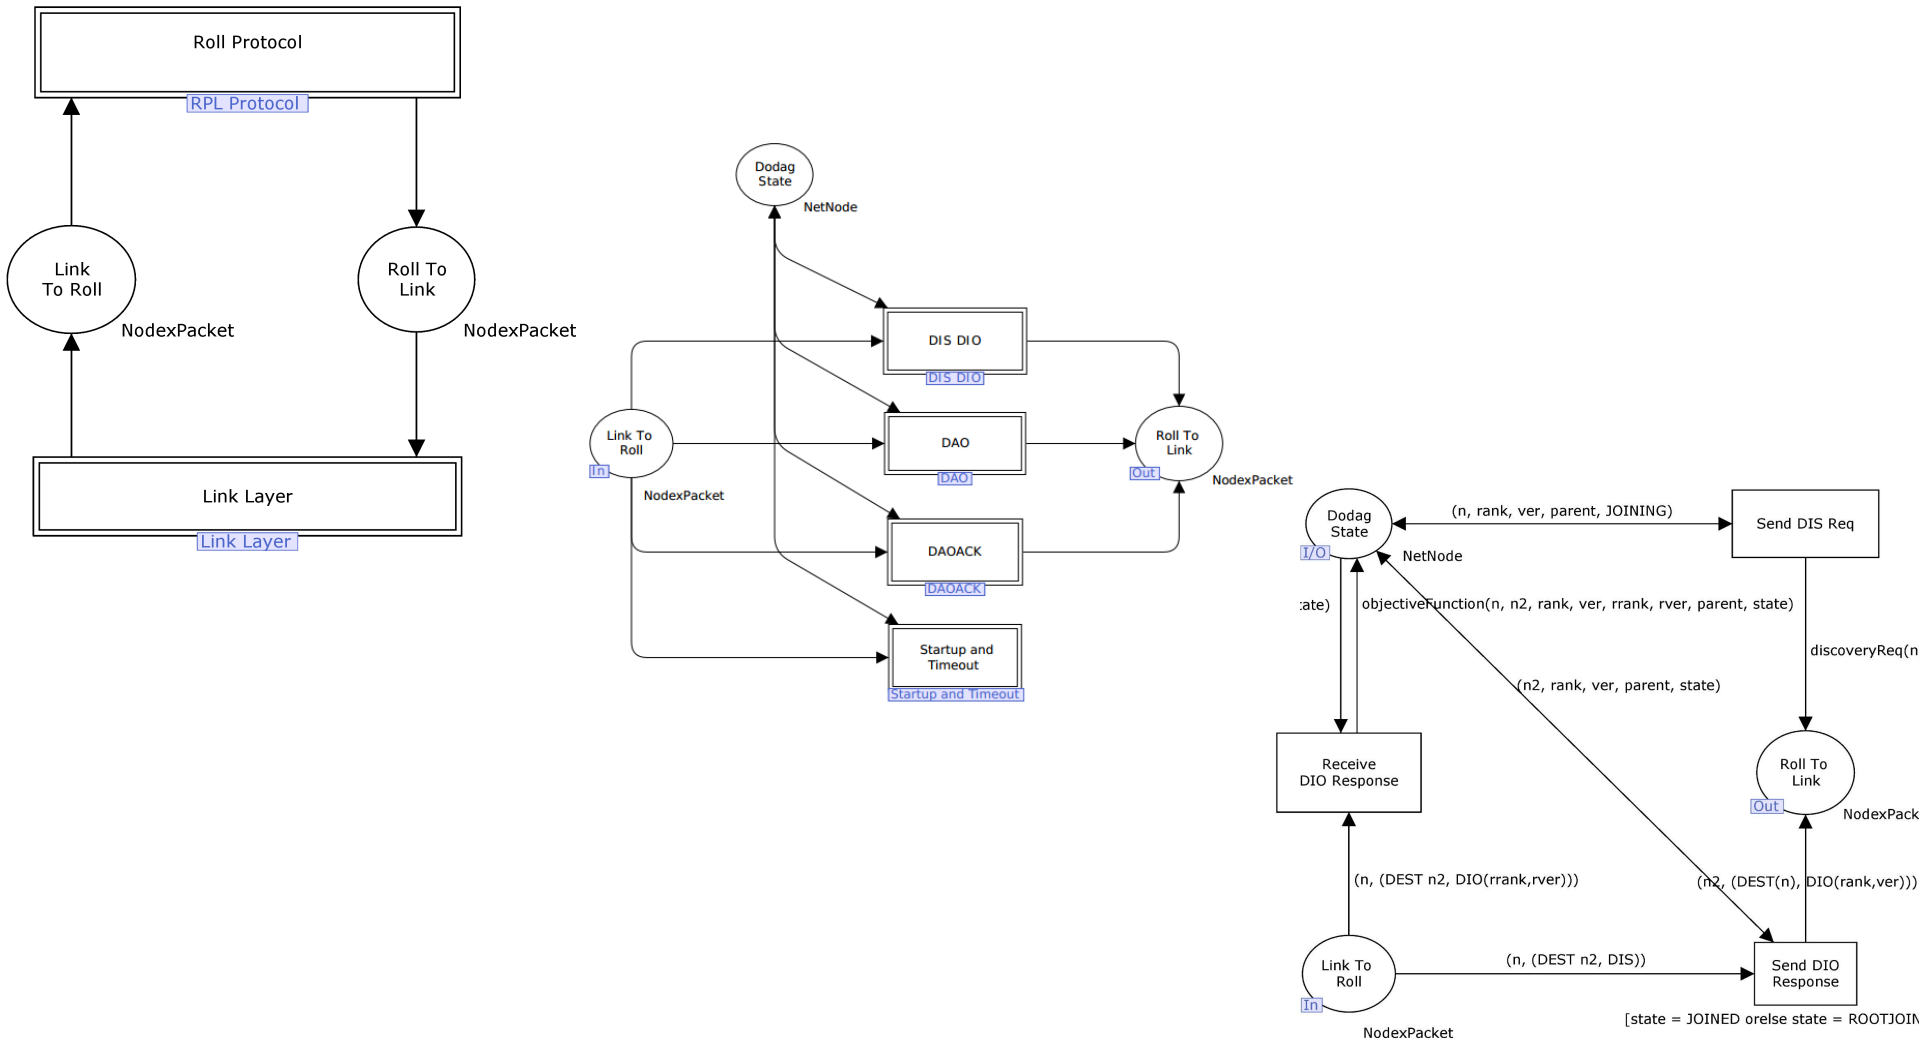 Roll Protocol
RPL Protocol
Link
To Roll
NodexPacket
Roll To
Link
NodexPacket
Link Layer
Link Layer
Dodag
State
NetNode
DIS DIO
DIS DIO
Link To
Roll
In
NodexPacket
DAO
DAO
Roll To
Link
Out
NodexPacket
DAOACK
DAOACK
Startup and
Timeout
Startup and Timeout
Dodag
State
I/O
NetNode
(n, rank, ver, parent, JOINING)
Send DIS Req
ate)
objectiveFunction(n, n2, rank, ver, rrank, rver, parent, state)
discoveryReq(n
(n2, rank, ver, parent, state)
Receive
DIO Response
Roll To
Link
Out
NodexPack
(n, (DEST n2, DIO(rrank,rver)))
(n2, (DEST(n), DIO(rank,ver)))
Link To
Roll
In
NodexPacket
(n, (DEST n2, DIS))
Send DIO
Response
[state = JOINED orelse state = ROOTJOIN